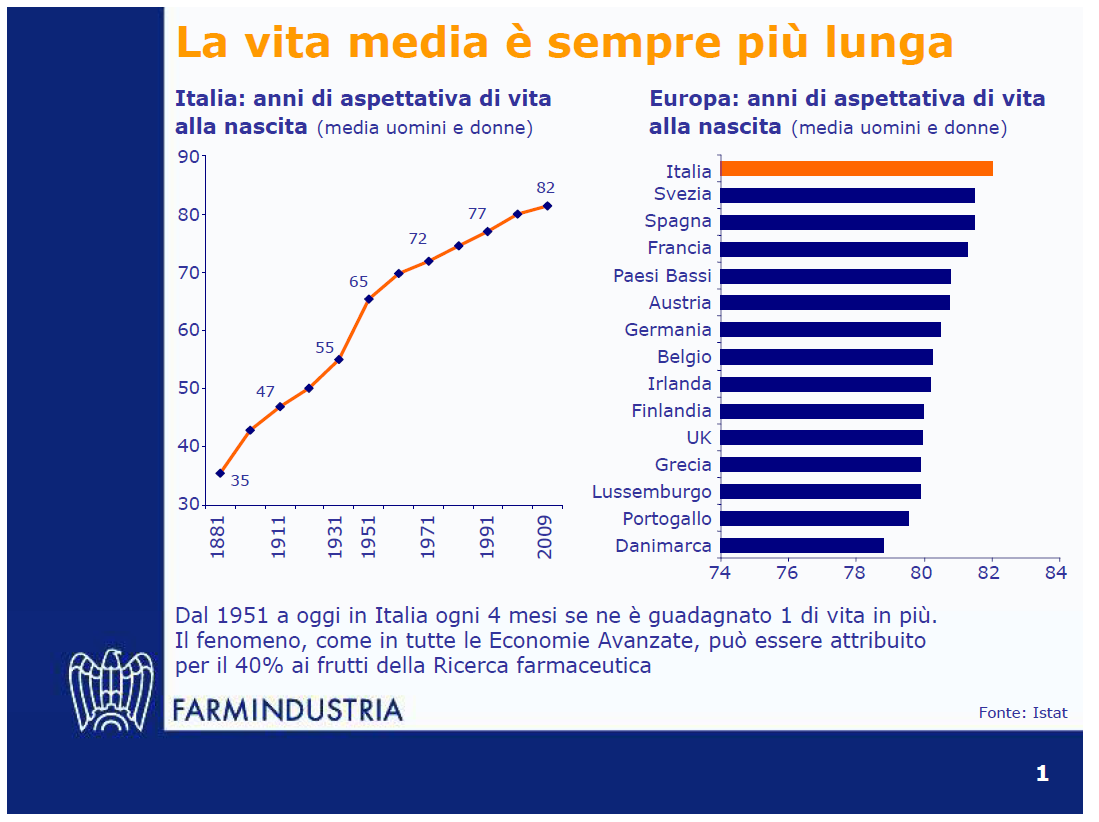 La vita media è sempre più lunga
Italia: anni di aspettativa di vita
alla nascita (media uomini e donne)
90
80
70
60
50
40
30
35
47
55
65
72
77
82
1881
1911
1931
1951
1971
1991
2009
Europa: anni di aspettativa di vita
alla nascita (media uomini e donne)
Italia
Svezia
Spagna
Francia
Paesi Bassi
Austria
Germania
Belgio
Irlanda
Finlandia
UK
Grecia
Lussemburgo
Portogallo
Danimarca
74 76 78 80 82 84
Dal 1951 a oggi in Italia ogni 4 mesi se ne è guadagnato 1 di vita in più.
Il fenomeno, come in tutte le Economie Avanzate, può essere attribuito
per il 40% ai frutti della Ricerca farmaceutica
FARMINDUSTRIA
Fonte: Istat
1